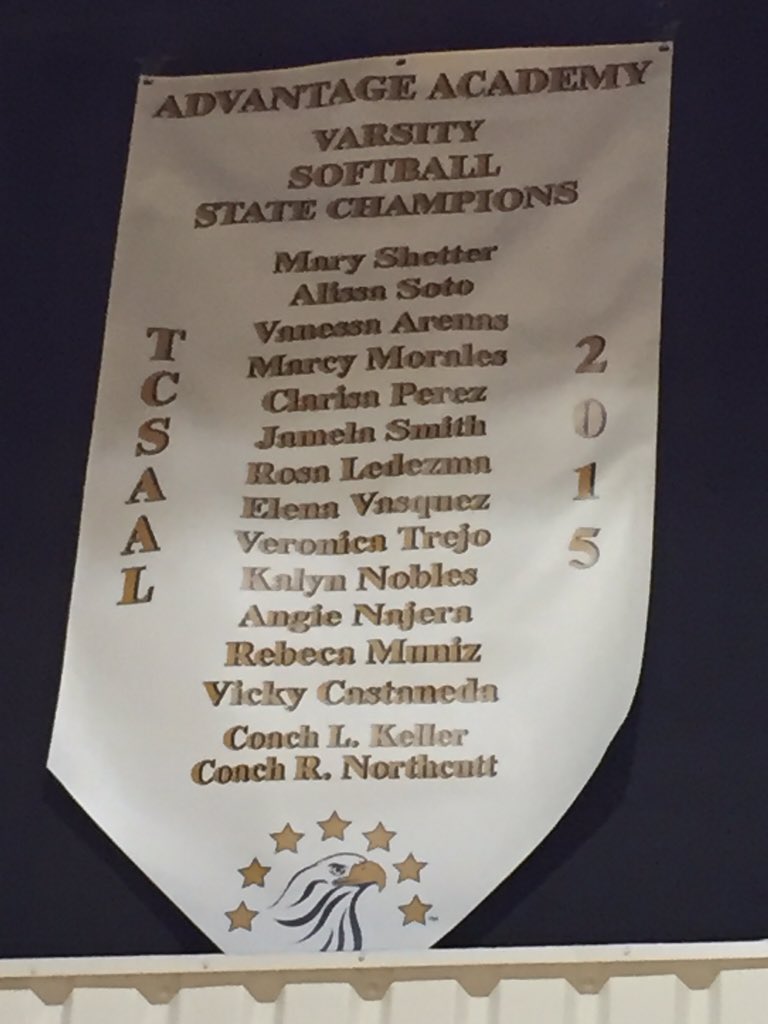 ADVANTAGE ACADEMY
VARSITY
SOFTBALL
STATE CHAMPIONS
Mary Shetter
Alissa Soto
Vanessa Arenas
Marcy Morales
Clarisa Perez
Jamela Smith
Rosa Ledezma
Elena Vasquez
Veronica Trejo
Kalyn Nobles
Angie Najera
Rebeca Muniz
Vicky Castaneda
Coach L. Keller
Coach R. Northcutt
T
C
S
A
A
L
2
0
1
5